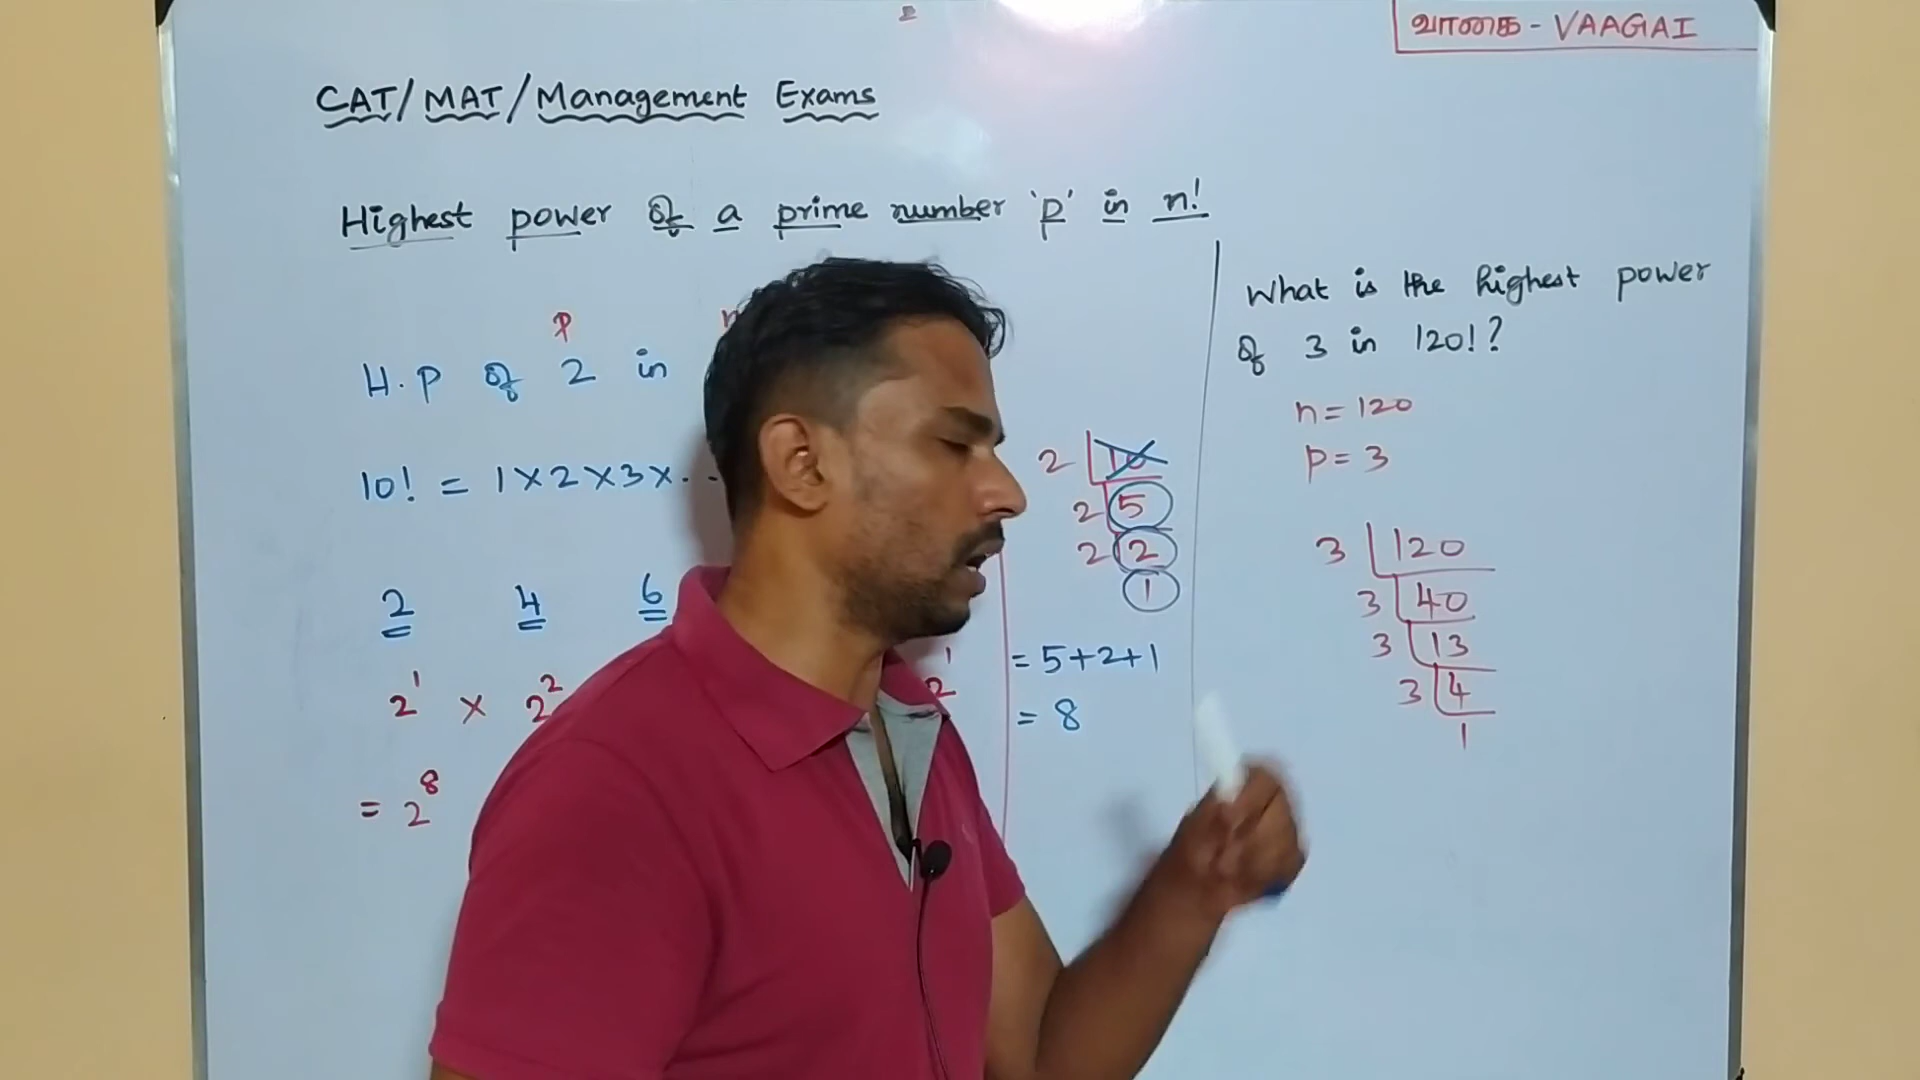 வாகை - VAAGAI
CAT/MAT/Management Exams
Highest power of a prime number 'p' in n!
p
H.P of 2 in
10! = 1×2×3×..
2 4 6
2¹ × 2²
= 2⁸
2 10
2 5
2 2
1
= 5+2+1
= 8
What is the highest power
of 3 in 120!?
n = 120
p = 3
3 120
3 40
3 13
3 4
1